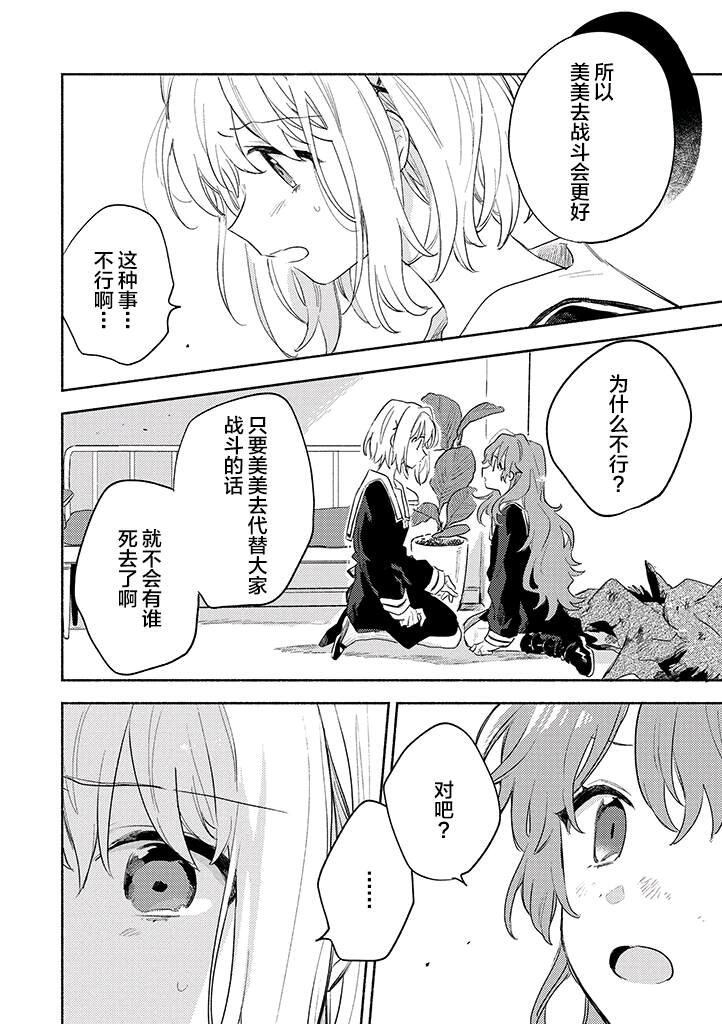 所以
美美去战斗会更好
这种事…
不行啊…
为什么不行？
只要美美去代替大家
战斗的话
就不会有谁
死去了啊
对吧？
……